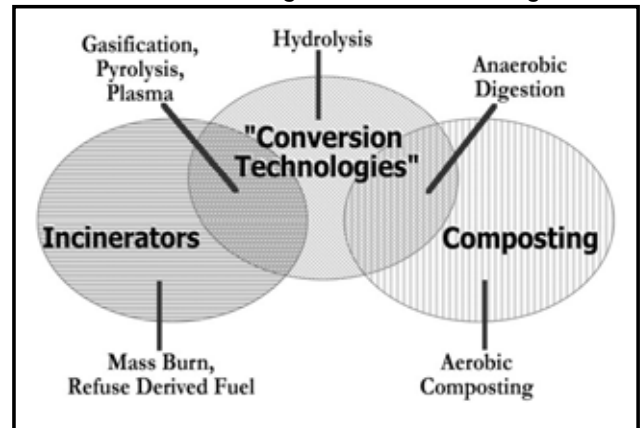 Gasification,
Pyrolysis,
Plasma
Hydrolysis
Anaerobic
Digestion
"Conversion
Technologies"
Incinerators
Composting
Mass Burn,
Refuse Derived Fuel
Aerobic
Composting